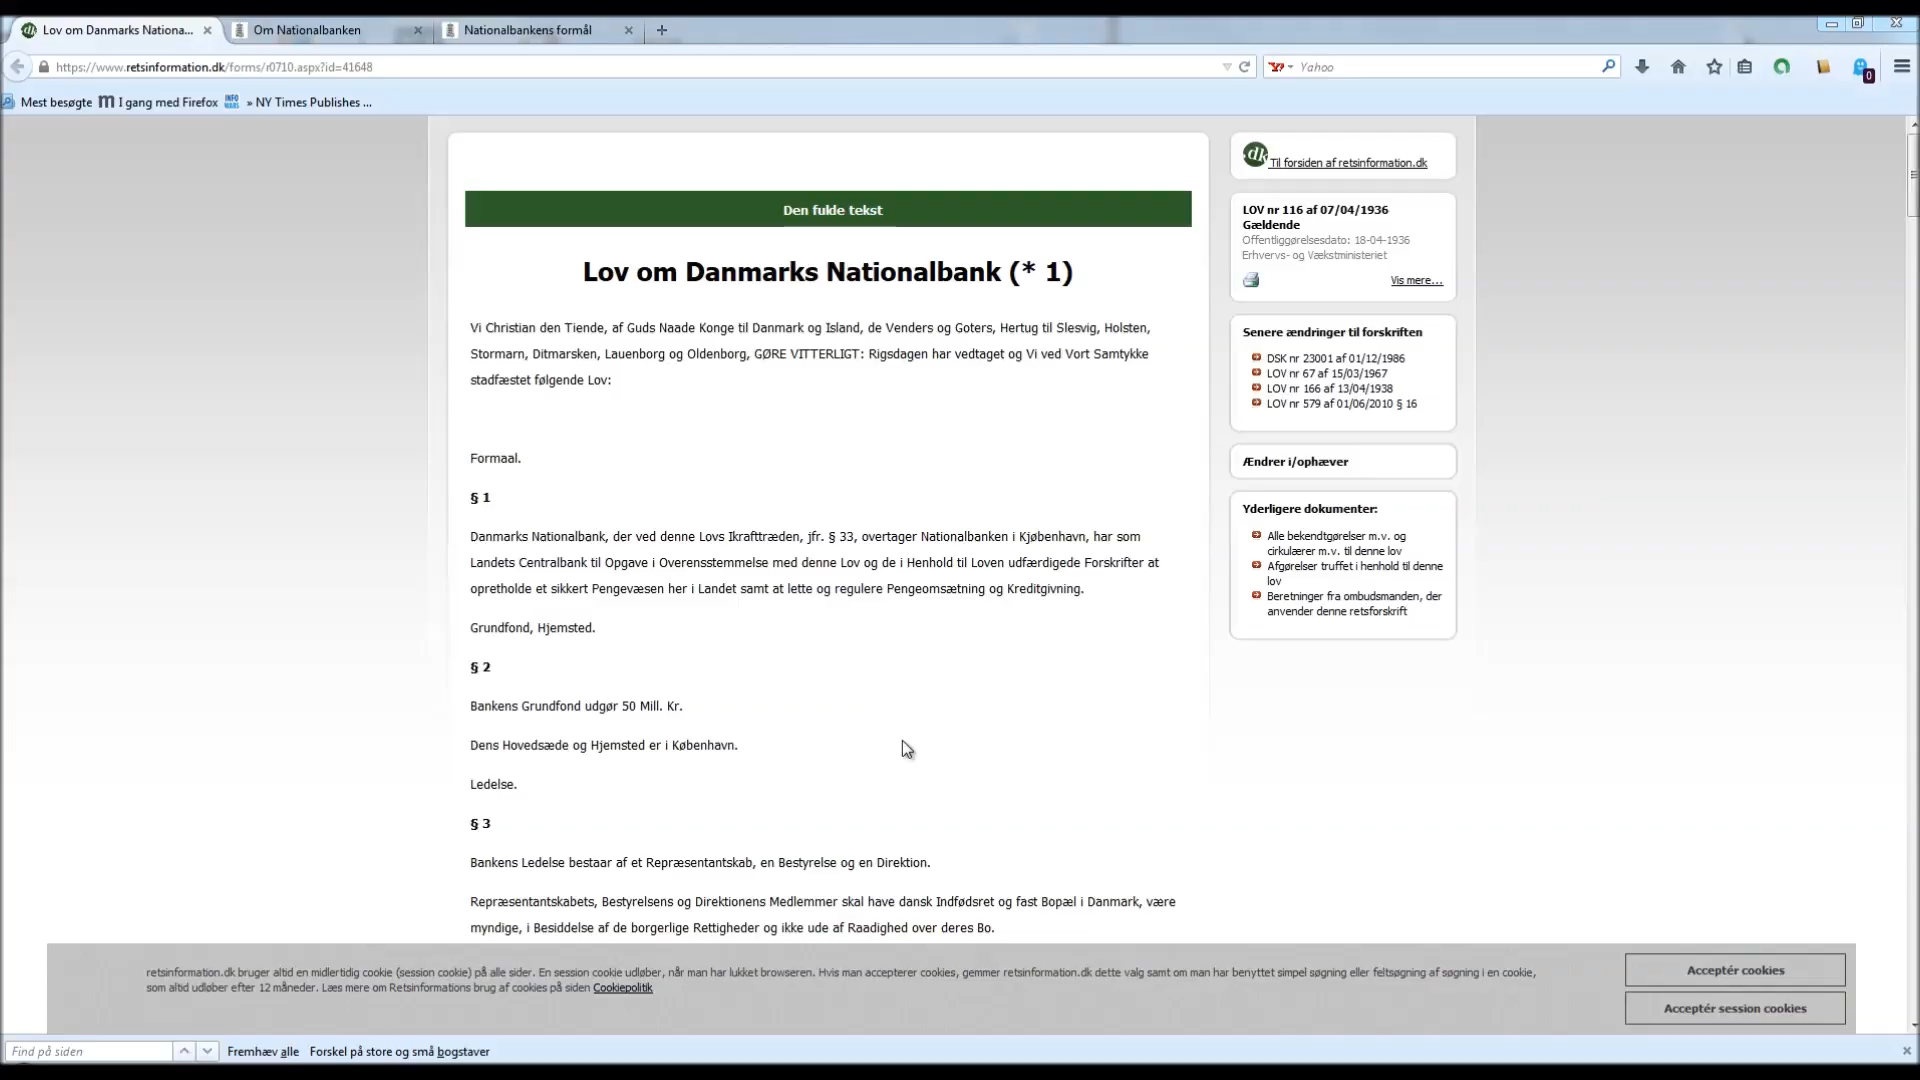 Lov om Danmarks Nationa...
Om Nationalbanken
Nationalbankens formål
https://www.retsinformation.dk/forms/r0710.aspx?id=41648
Yahoo
0
Mest besøgte
I gang med Firefox
INFO WARS
» NY Times Publishes ...
Den fulde tekst
Lov om Danmarks Nationalbank (* 1)
Vi Christian den Tiende, af Guds Naade Konge til Danmark og Island, de Venders og Goters, Hertug til Slesvig, Holsten,
Stormarn, Ditmarsken, Lauenborg og Oldenborg, GØRE VITTERLIGT: Rigsdagen har vedtaget og Vi ved Vort Samtykke
stadfæstet følgende Lov:
Formaal.
§ 1
Danmarks Nationalbank, der ved denne Lovs Ikrafttræden, jfr. § 33, overtager Nationalbanken i Kjøbenhavn, har som
Landets Centralbank til Opgave i Overensstemmelse med denne Lov og de i Henhold til Loven udfærdigede Forskrifter at
opretholde et sikkert Pengevæsen her i Landet samt at lette og regulere Pengeomsætning og Kreditgivning.
Grundfond, Hjemsted.
§ 2
Bankens Grundfond udgør 50 Mill. Kr.
Dens Hovedsæde og Hjemsted er i København.
Ledelse.
§ 3
Bankens Ledelse bestaar af et Repræsentantskab, en Bestyrelse og en Direktion.
Repræsentantskabets, Bestyrelsens og Direktionens Medlemmer skal have dansk Indfødsret og fast Bopæl i Danmark, være
myndige, i Besiddelse af de borgerlige Rettigheder og ikke ude af Raadighed over deres Bo.
.dk Til forsiden af retsinformation.dk
LOV nr 116 af 07/04/1936
Gældende
Offentliggørelsesdato: 18-04-1936
Erhvervs- og Vækstministeriet
Vis mere...
Senere ændringer til forskriften
DSK nr 23001 af 01/12/1986
LOV nr 67 af 15/03/1967
LOV nr 166 af 13/04/1938
LOV nr 579 af 01/06/2010 § 16
Ændrer i/ophæver
Yderligere dokumenter:
Alle bekendtgørelser m.v. og
cirkulærer m.v. til denne lov
Afgørelser truffet i henhold til denne
lov
Beretninger fra ombudsmanden, der
anvender denne retsforskrift
retsinformation.dk bruger altid en midlertidig cookie (session cookie) på alle sider. En session cookie udløber, når man har lukket browseren. Hvis man accepterer cookies, gemmer retsinformation.dk dette valg samt om man har benyttet simpel søgning eller feltsøgning af søgning i en cookie,
som altid udløber efter 12 måneder. Læs mere om Retsinformations brug af cookies på siden Cookiepolitik
Acceptér cookies
Acceptér session cookies
Find på siden
Fremhæv alle
Forskel på store og små bogstaver